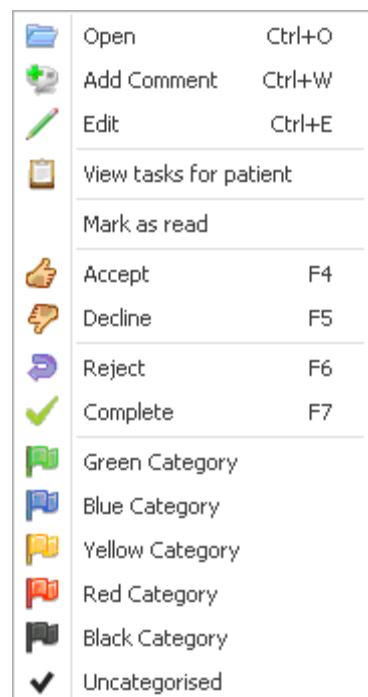 Open Ctrl+O
Add Comment Ctrl+W
Edit Ctrl+E
View tasks for patient
Mark as read
Accept F4
Decline F5
Reject F6
Complete F7
Green Category
Blue Category
Yellow Category
Red Category
Black Category
Uncategorised